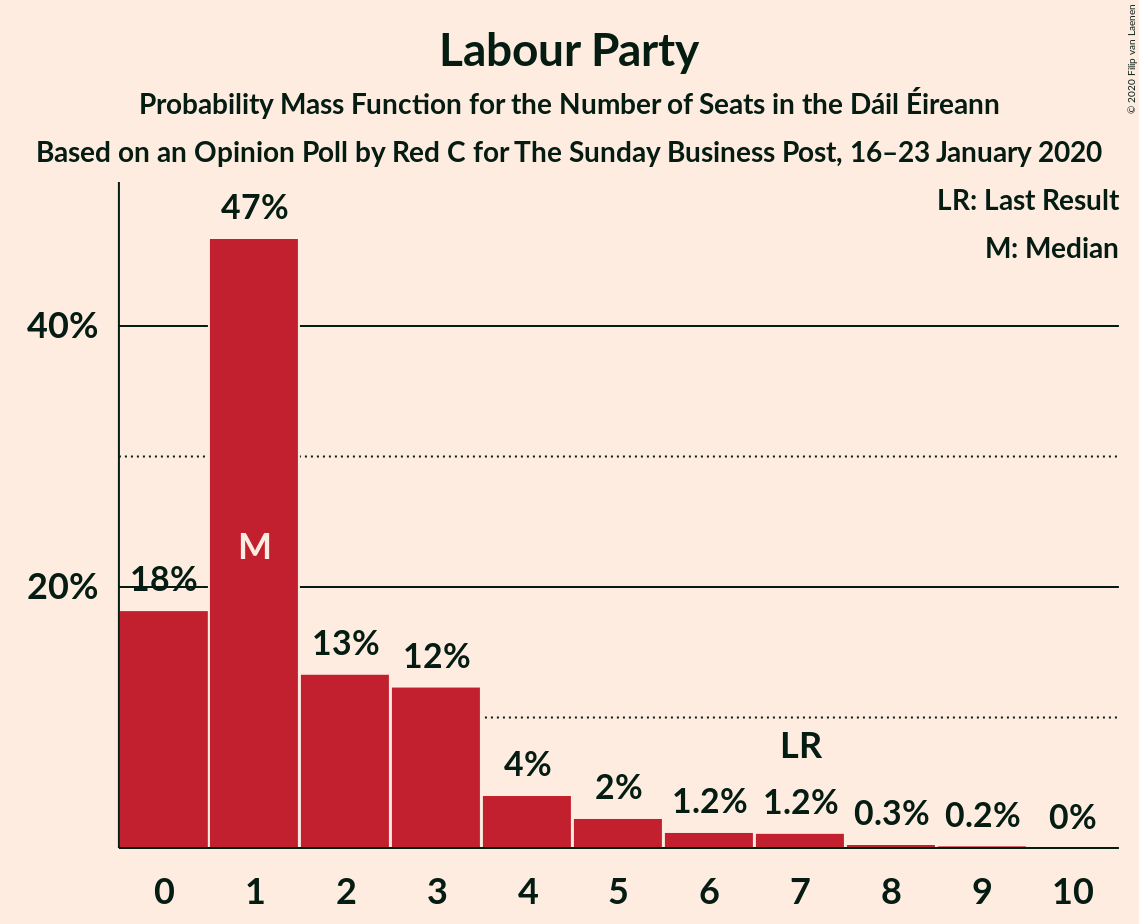 Labour Party
Probability Mass Function for the Number of Seats in the Dáil Éireann
Based on an Opinion Poll by Red C for The Sunday Business Post, 16–23 January 2020
© 2020 Filip van Laenen
LR: Last Result
M: Median
47%
40%
M
20%
18%
13%
12%
LR
4%
2%
1.2%
1.2%
0.3%
0.2%
0%
0 1 2 3 4 5 6 7 8 9 10